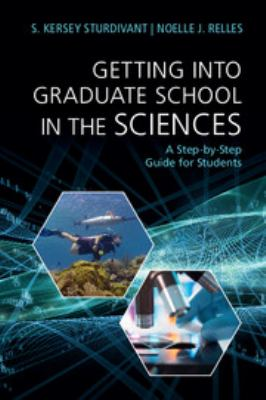 S. KERSEY STURDIVANT | NOELLE J. RELLES
GETTING INTO
GRADUATE SCHOOL
IN THE SCIENCES
A Step-by-Step
Guide for Students